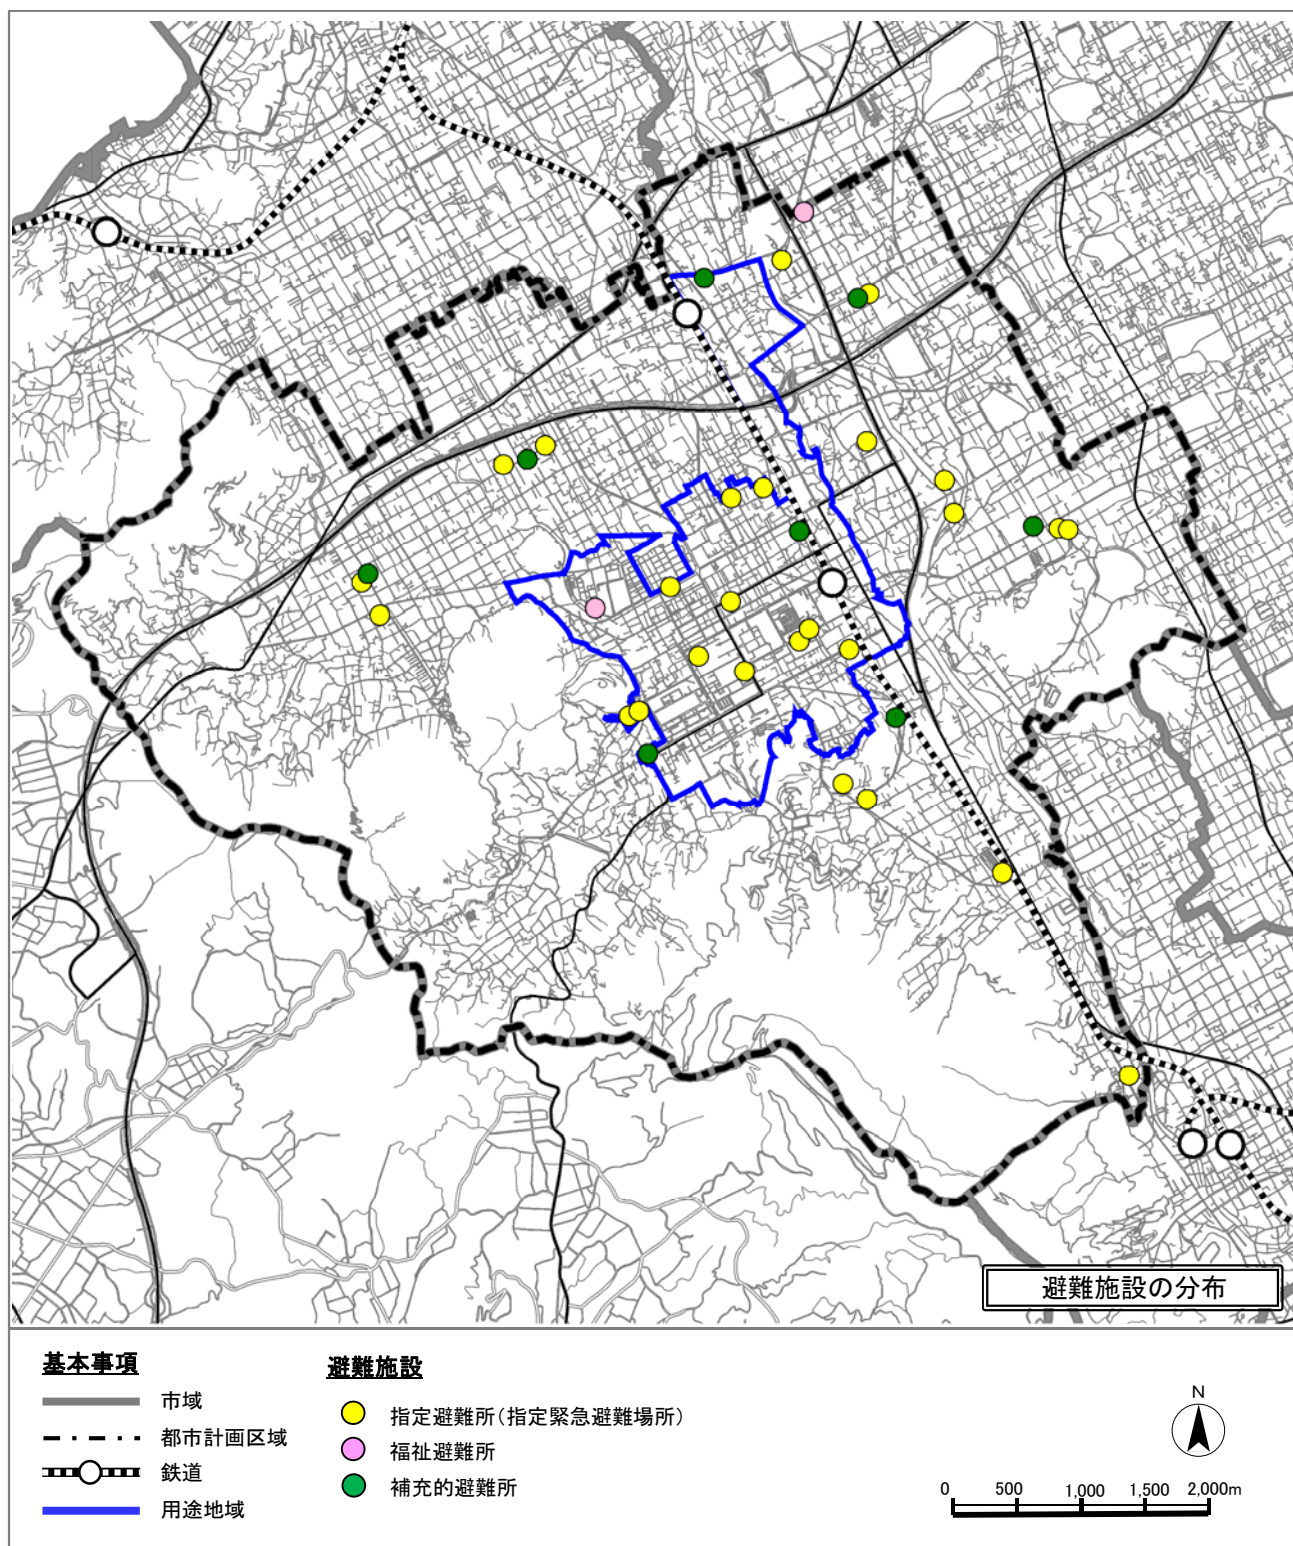 避難施設の分布
基本事項
市域
都市計画区域
鉄道
用途地域
避難施設
指定避難所(指定緊急避難場所)
福祉避難所
補充的避難所
N
0 500 1,000 1,500 2,000m